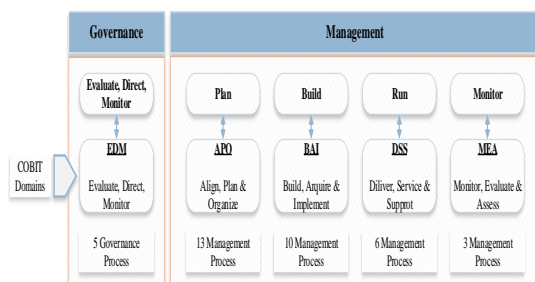 Governance
Management
Evaluate, Direct,
Monitor
Plan
Build
Run
Monitor
COBIT
Domains
EDM
Evaluate, Direct,
Monitor
APO
Align, Plan &
Organize
BAI
Build, Arquire &
Implement
DSS
Diliver, Service &
Supprot
MEA
Monitor, Evaluate &
Assess
5 Governance
Process
13 Management
Process
10 Management
Process
6 Management
Process
3 Management
Process